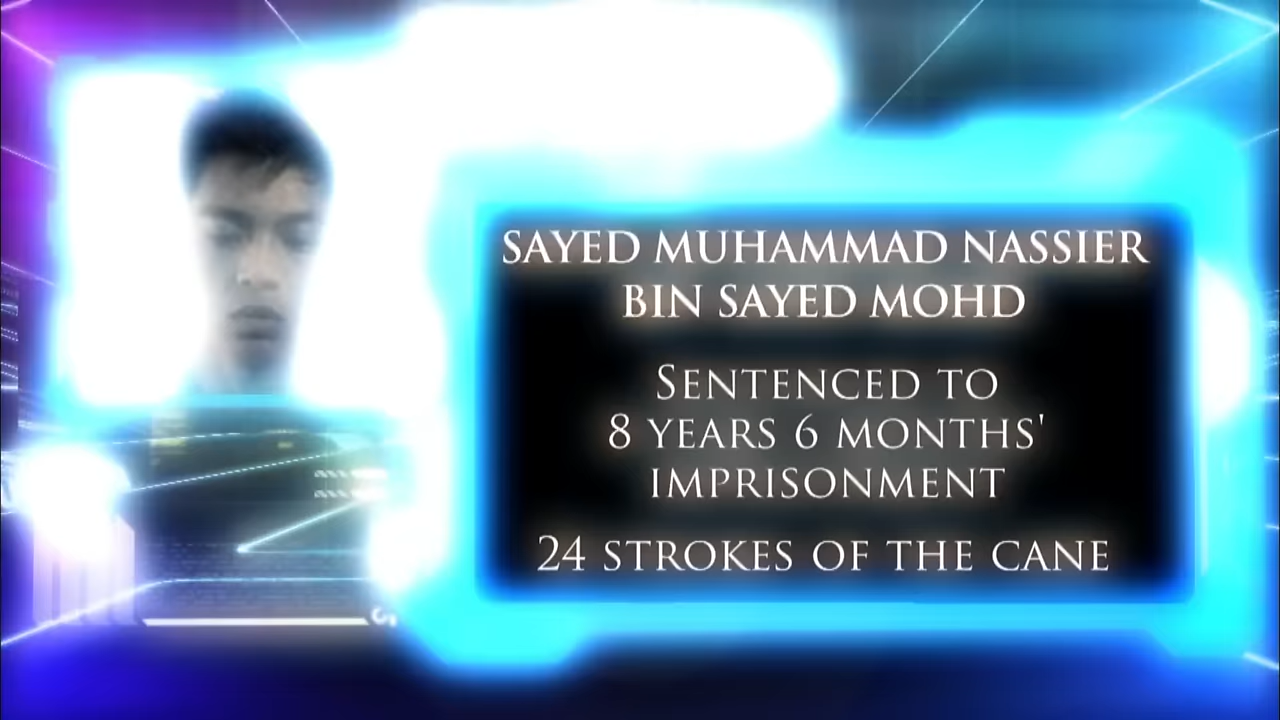 SAYED MUHAMMAD NASSIER
BIN SAYED MOHD
SENTENCED TO
8 YEARS 6 MONTHS'
IMPRISONMENT
24 STROKES OF THE CANE